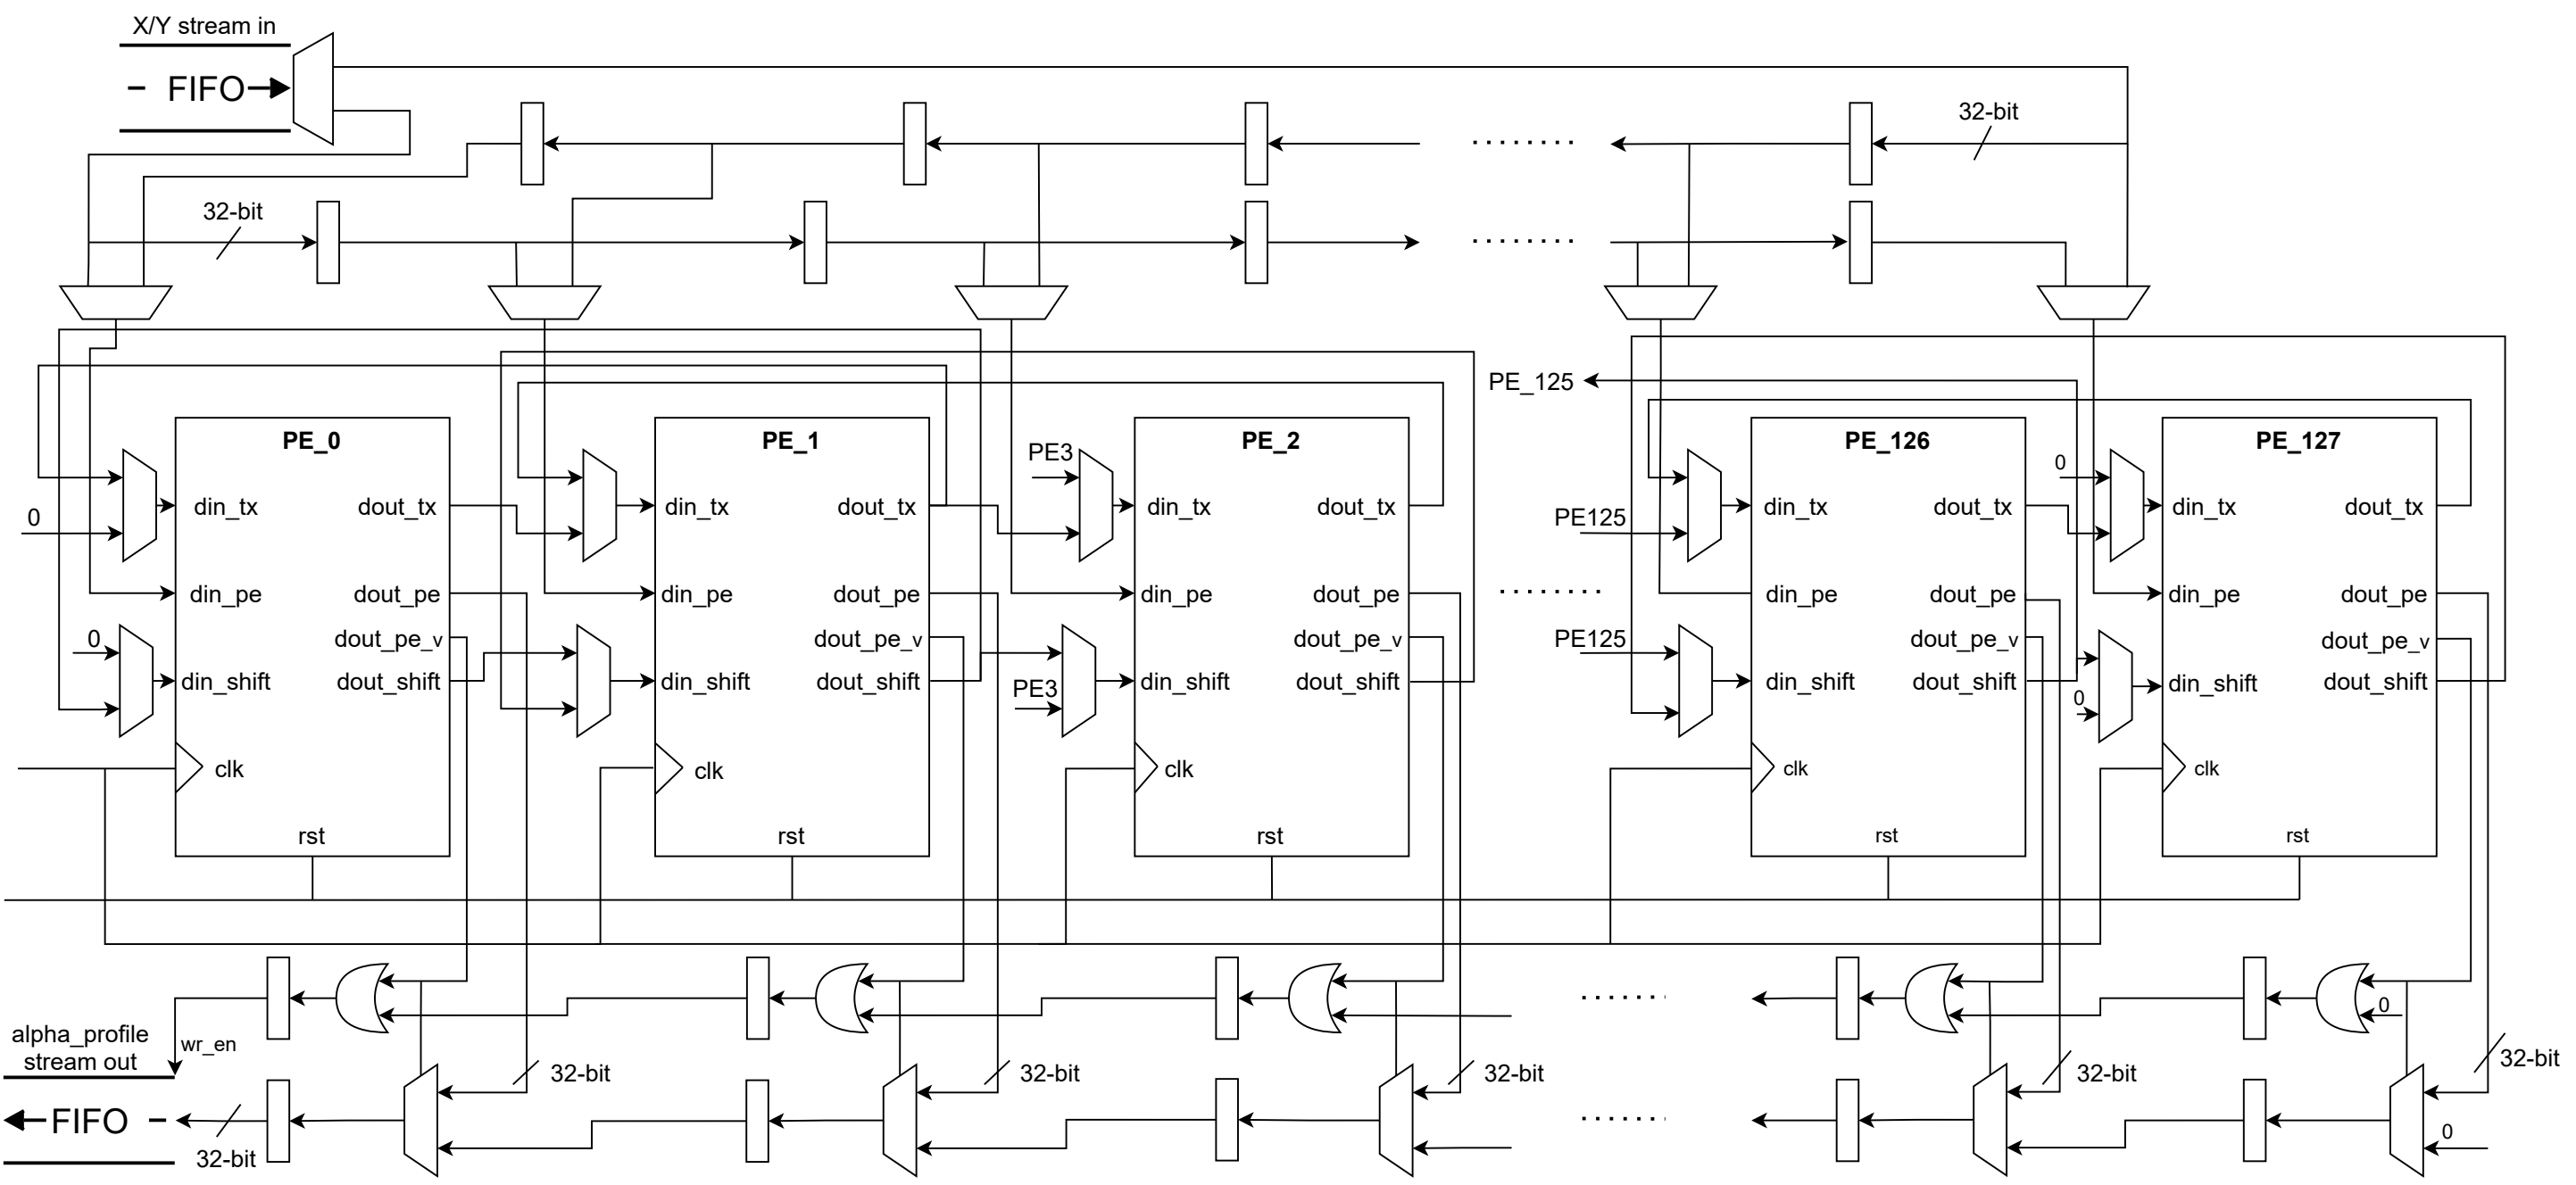 X/Y stream in
FIFO
32-bit
32-bit
PE_125
PE_0
PE_1
PE_2
PE_126
PE_127
PE3
0
0
din_tx
dout_tx
din_tx
dout_tx
din_tx
dout_tx
PE125
din_tx
dout_tx
din_tx
dout_tx
din_pe
dout_pe
din_pe
dout_pe
din_pe
dout_pe
din_pe
dout_pe
din_pe
dout_pe
0
dout_pe_v
dout_pe_v
dout_pe_v
PE125
dout_pe_v
dout_pe_v
din_shift
dout_shift
din_shift
dout_shift
PE3
din_shift
dout_shift
din_shift
dout_shift
0
din_shift
dout_shift
clk
clk
clk
clk
clk
rst
rst
rst
rst
rst
0
alpha_profile
stream out
wr_en
32-bit
32-bit
32-bit
32-bit
32-bit
FIFO
0
32-bit